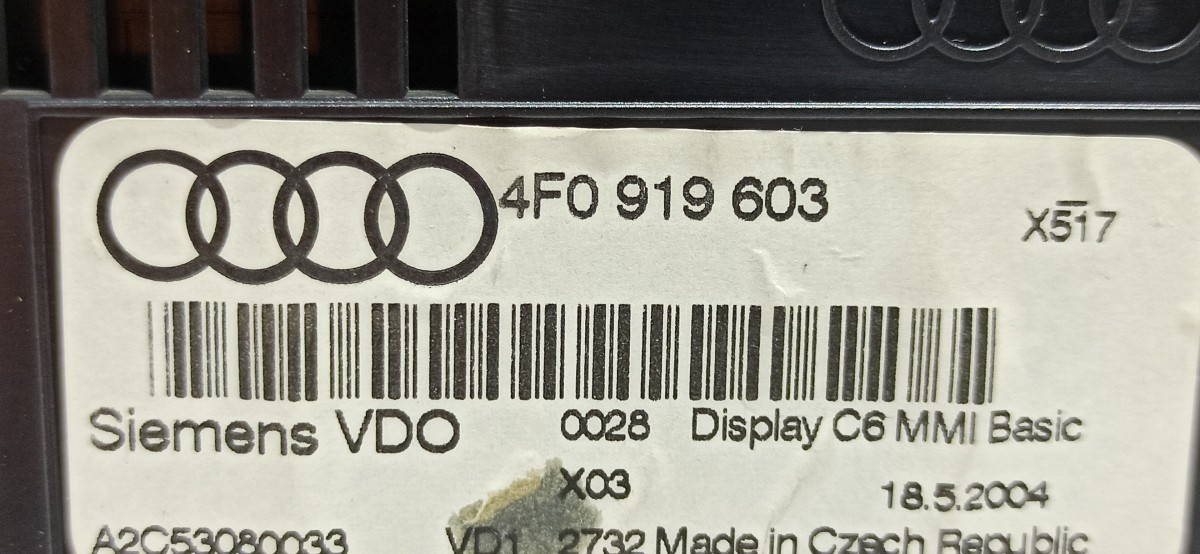 4F0 919 603
X517
Siemens VDO 0028 Display C6 MMI Basic
X03 18.5.2004
A2C53080033 VD1 2732 Made in Czech Republic